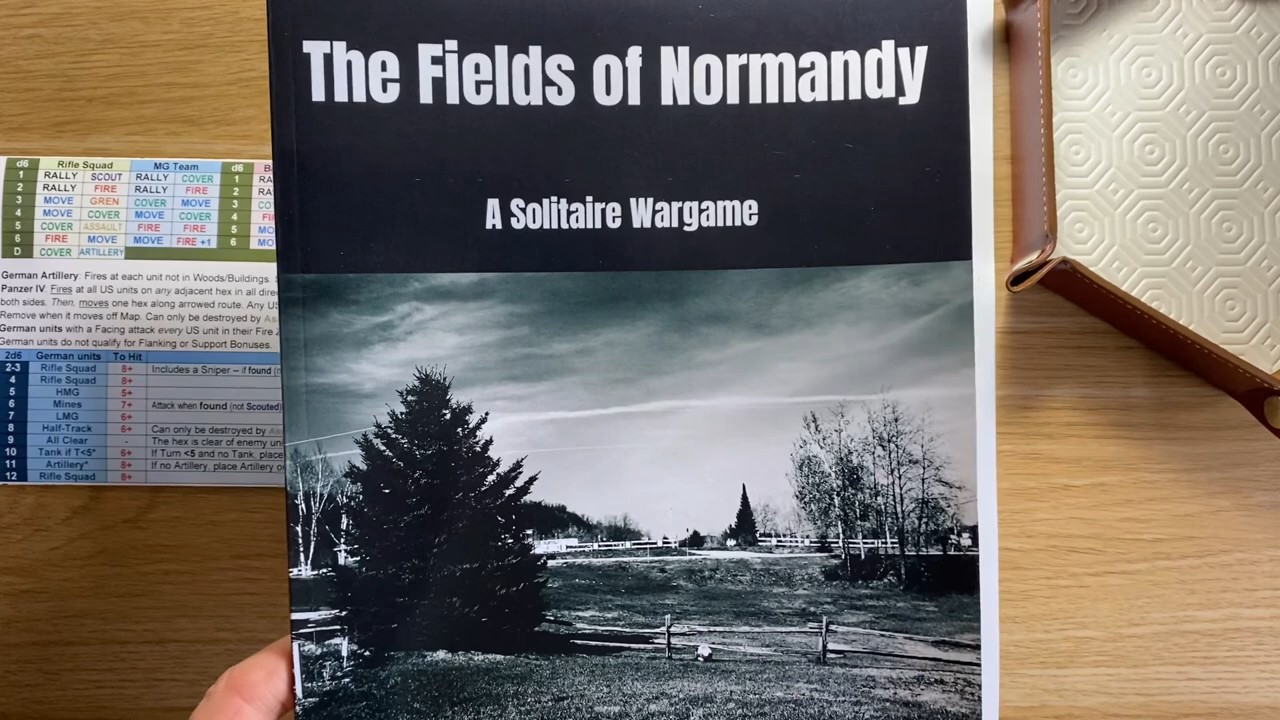 The Fields of Normandy
A Solitaire Wargame
d6 Rifle Squad MG Team d6
1 RALLY SCOUT RALLY COVER 1
2 RALLY FIRE RALLY FIRE 2
3 MOVE GREN COVER MOVE 3
4 MOVE COVER MOVE COVER 4
5 COVER ASSAULT FIRE FIRE 5
6 FIRE MOVE MOVE FIRE +1 6
D COVER ARTILLERY
German Artillery: Fires at each unit not in Woods/Buildings.
Panzer IV: Fires at all US units on any adjacent hex in all
both sides. Then, moves one hex along arrowed route. Any
Remove when it moves off Map. Can only be destroyed by
German units with a Facing attack every US unit in their Fire
German units do not qualify for Flanking or Support Bonuses.
2d6 German units To Hit
2-3 Rifle Squad 8+ Includes a Sniper – if found
4 Rifle Squad 8+
5 HMG 5+
6 Mines 7+ Attack when found (not Scouted)
7 LMG 6+
8 Half-Track 6+ Can only be destroyed by
9 All Clear - The hex is clear of enemy
10 Tank if T<5* 6+ If Turn <5 and no Tank, place
11 Artillery* 8+ If no Artillery, place Artillery
12 Rifle Squad 8+